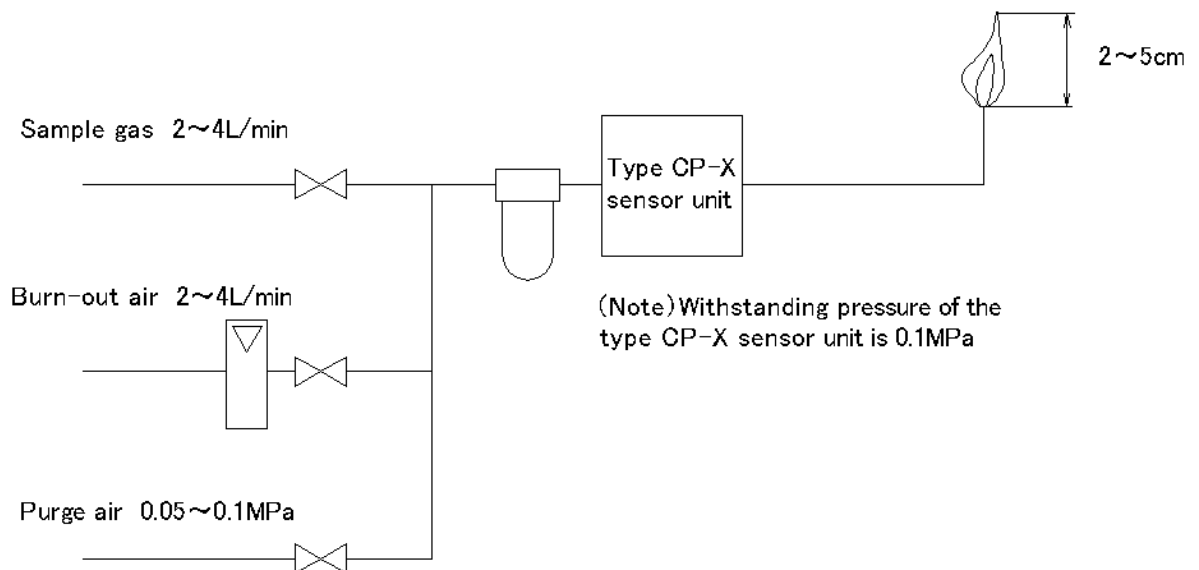 2～5cm
Sample gas 2～4L/min
Type CP-X
sensor unit
Burn-out air 2～4L/min
(Note)Withstanding pressure of the
type CP-X sensor unit is 0.1MPa
Purge air 0.05～0.1MPa